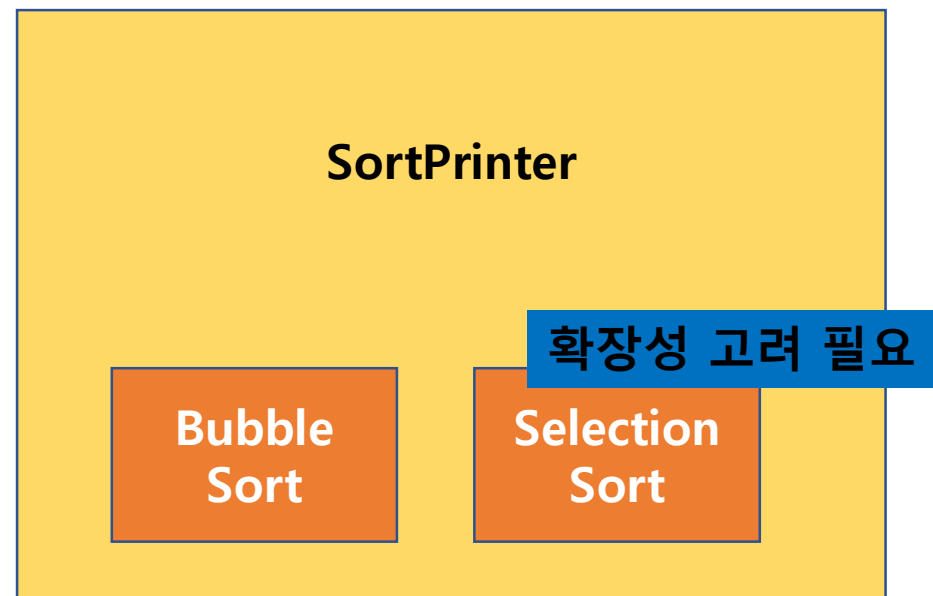 SortPrinter
확장성 고려 필요
Bubble
Sort
Selection
Sort